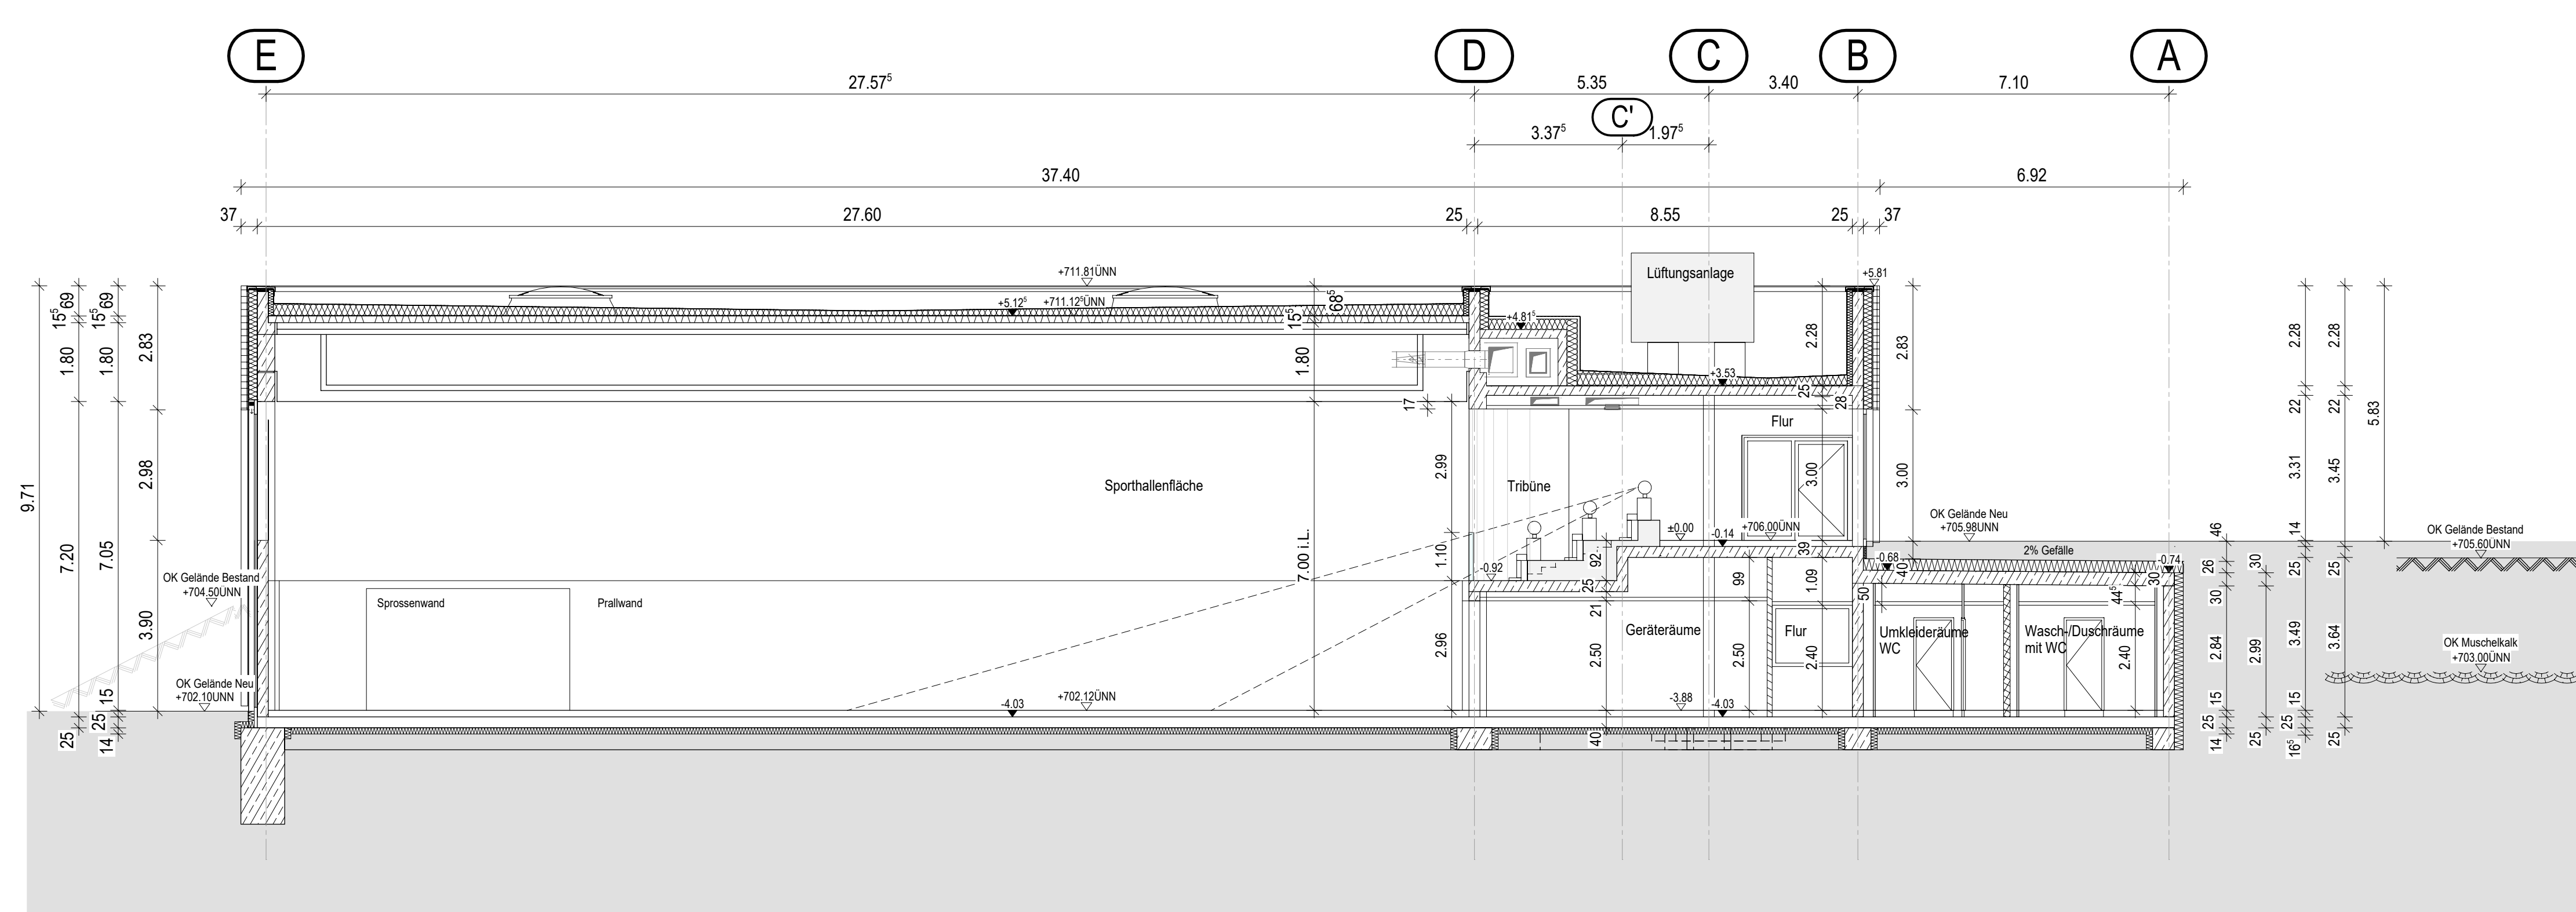 E
D
C
B
A
27.57⁵
5.35
3.40
7.10
C'
3.37⁵
1.97⁵
37.40
6.92
37
27.60
25
8.55
25
37
+711.81ÜNN
+5.12⁵
+711.12⁵ÜNN
68⁵
15⁵
1.80
Lüftungsanlage
+5.81
+4.81⁵
+3.53
2.28
25
28
2.83
17
Flur
Sporthallenfläche
7.00 i.L.
2.99
1.10
2.96
Tribüne
3.00
3.00
±0.00
-0.14
+706.00ÜNN
39
-0.92
92
25
21
2.50
40
99
2.50
1.09
2.40
Geräteräume
Flur
-3.88
-4.03
Sprossenwand
Prallwand
-4.03
+702.12ÜNN
-0.68
40
50
Umkleideräume
WC
Wasch-/Duschräume
mit WC
2% Gefälle
-0.74
30
44⁵
2.40
OK Gelände Neu
+705.98UNN
OK Gelände Bestand
+705.60UNN
OK Muschelkalk
+703.00ÜNN
OK Gelände Bestand
+704.50UNN
OK Gelände Neu
+702.10UNN
9.71
69
15⁵
1.80
7.20
25
69
15⁵
1.80
7.05
15
25
14
2.83
2.98
3.90
46
26
30
2.84
15
25
14
30
2.99
25
2.28
22
3.31
14
25
3.49
15
25
16⁵
2.28
22
3.45
25
3.64
25
5.83